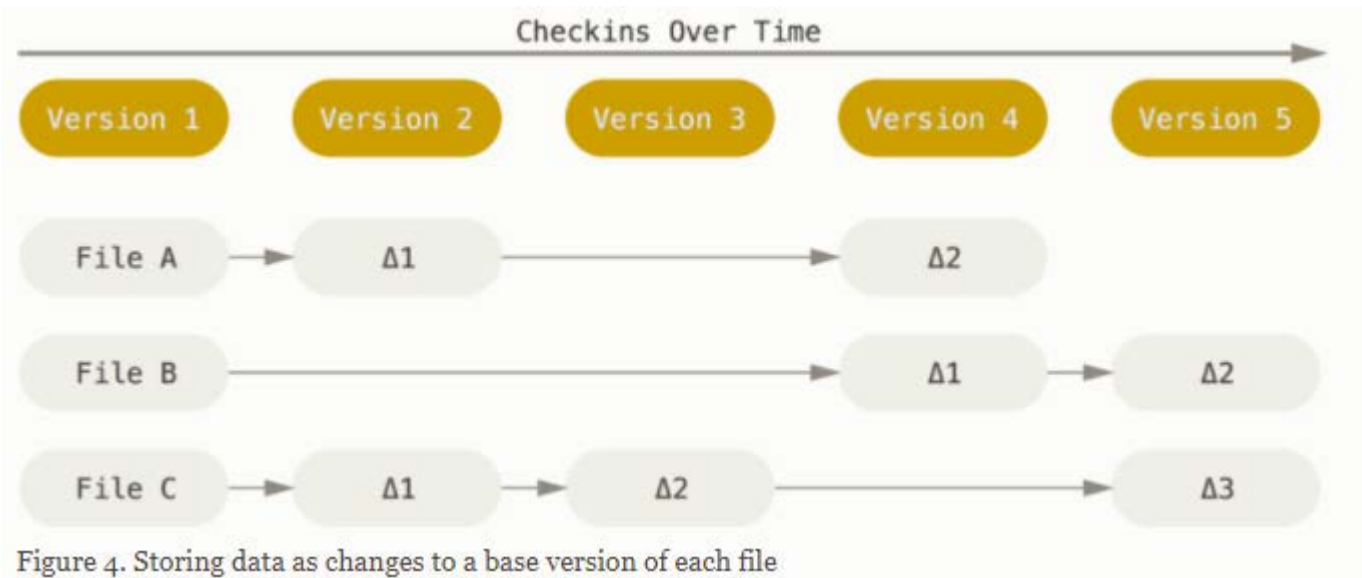 Checkins Over Time
Version 1 Version 2 Version 3 Version 4 Version 5
File A Δ1 Δ2
File B Δ1 Δ2
File C Δ1 Δ2 Δ3
Figure 4. Storing data as changes to a base version of each file